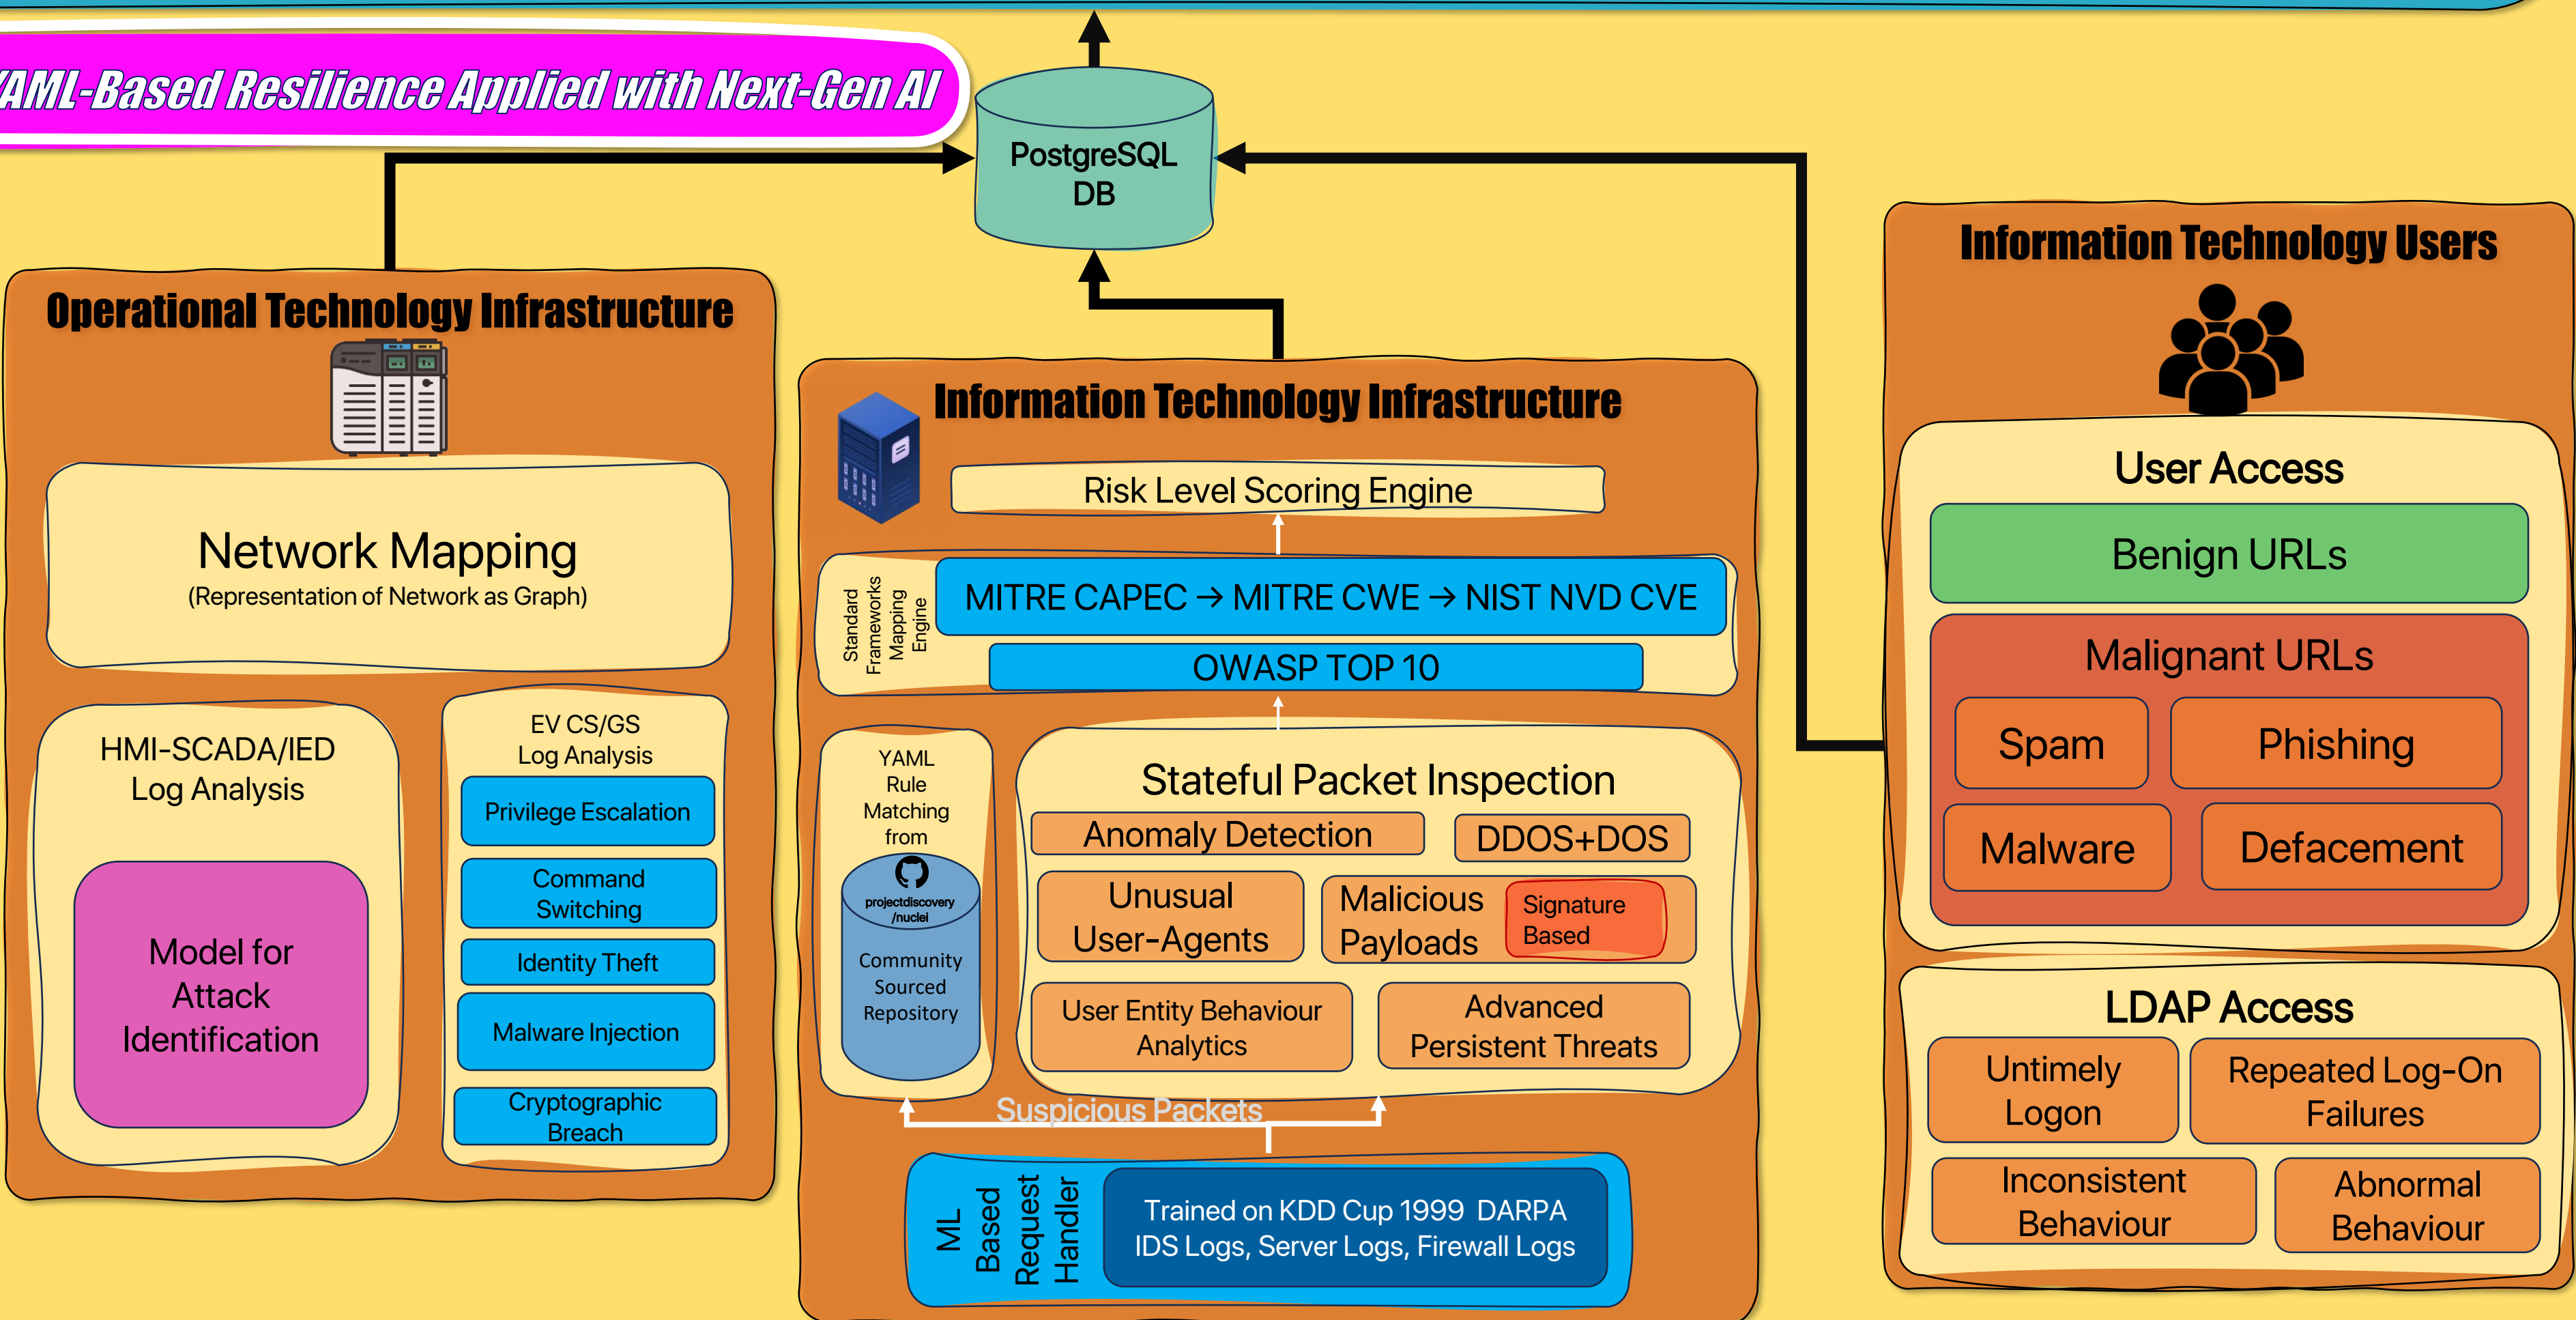 YAML-Based Resilience Applied with Next-Gen AI
PostgreSQL
DB
Operational Technology Infrastructure
Network Mapping
(Representation of Network as Graph)
HMI-SCADA/IED
Log Analysis
Model for
Attack
Identification
EV CS/GS
Log Analysis
Privilege Escalation
Command
Switching
Identity Theft
Malware Injection
Cryptographic
Breach
Information Technology Infrastructure
Risk Level Scoring Engine
Standard
Frameworks
Mapping
Engine
MITRE CAPEC → MITRE CWE → NIST NVD CVE
OWASP TOP 10
YAML
Rule
Matching
from
projectdiscovery
/nuclei
Community
Sourced
Repository
Stateful Packet Inspection
Anomaly Detection
DDOS+DOS
Unusual
User-Agents
Malicious
Payloads
Signature
Based
User Entity Behaviour
Analytics
Advanced
Persistent Threats
Suspicious Packets
ML
Based
Request
Handler
Trained on KDD Cup 1999 DARPA
IDS Logs, Server Logs, Firewall Logs
Information Technology Users
User Access
Benign URLs
Malignant URLs
Spam
Phishing
Malware
Defacement
LDAP Access
Untimely
Logon
Repeated Log-On
Failures
Inconsistent
Behaviour
Abnormal
Behaviour